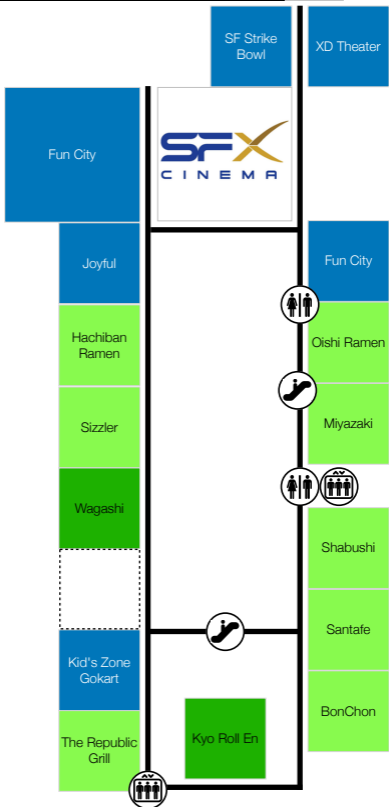 SF Strike
Bowl
XD Theater
Fun City
SFX
CINEMA
Joyful
Fun City
Hachiban
Ramen
Oishi Ramen
Sizzler
Miyazaki
Wagashi
Shabushi
Santafe
Kid's Zone
Gokart
BonChon
The Republic
Grill
Kyo Roll En